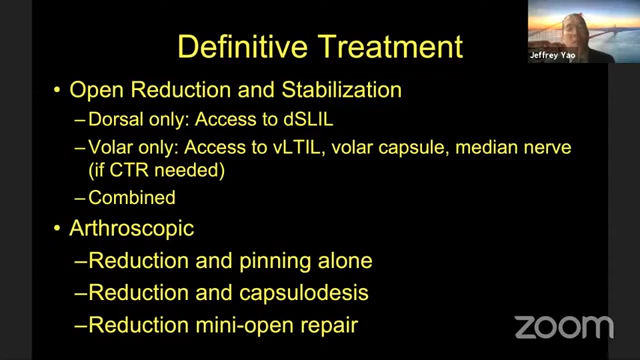 Jeffrey Yao
Definitive Treatment
• Open Reduction and Stabilization
–Dorsal only: Access to dSLIL
–Volar only: Access to vLTIL, volar capsule, median nerve
(if CTR needed)
–Combined
• Arthroscopic
–Reduction and pinning alone
–Reduction and capsulodesis
–Reduction mini-open repair
zoom